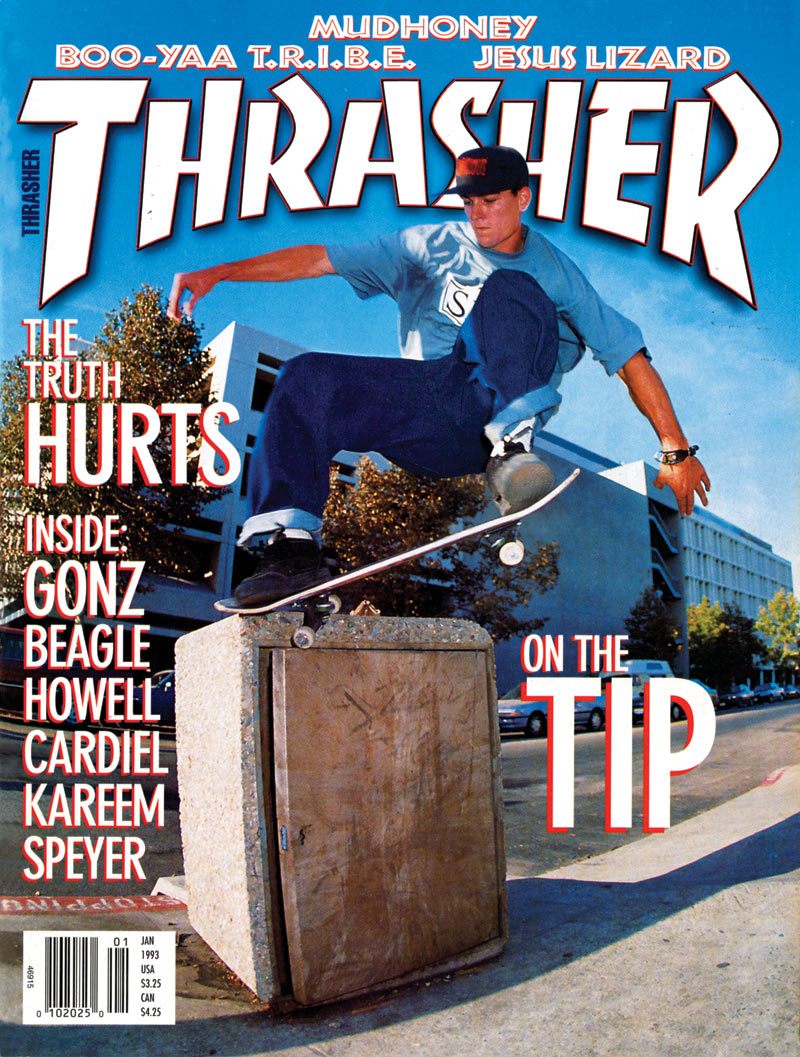 MUDHONEY
BOO-YAA T.R.I.B.E. JESUS LIZARD
THRASHER
THRASHER
S
THE
TRUTH
HURTS
INSIDE:
GONZ
BEAGLE
HOWELL
CARDIEL
KAREEM
SPEYER
ON THE
TIP
STOPPING
01
JAN
1993
USA
$3.25
CAN
$4.25
46915
0 102025 0